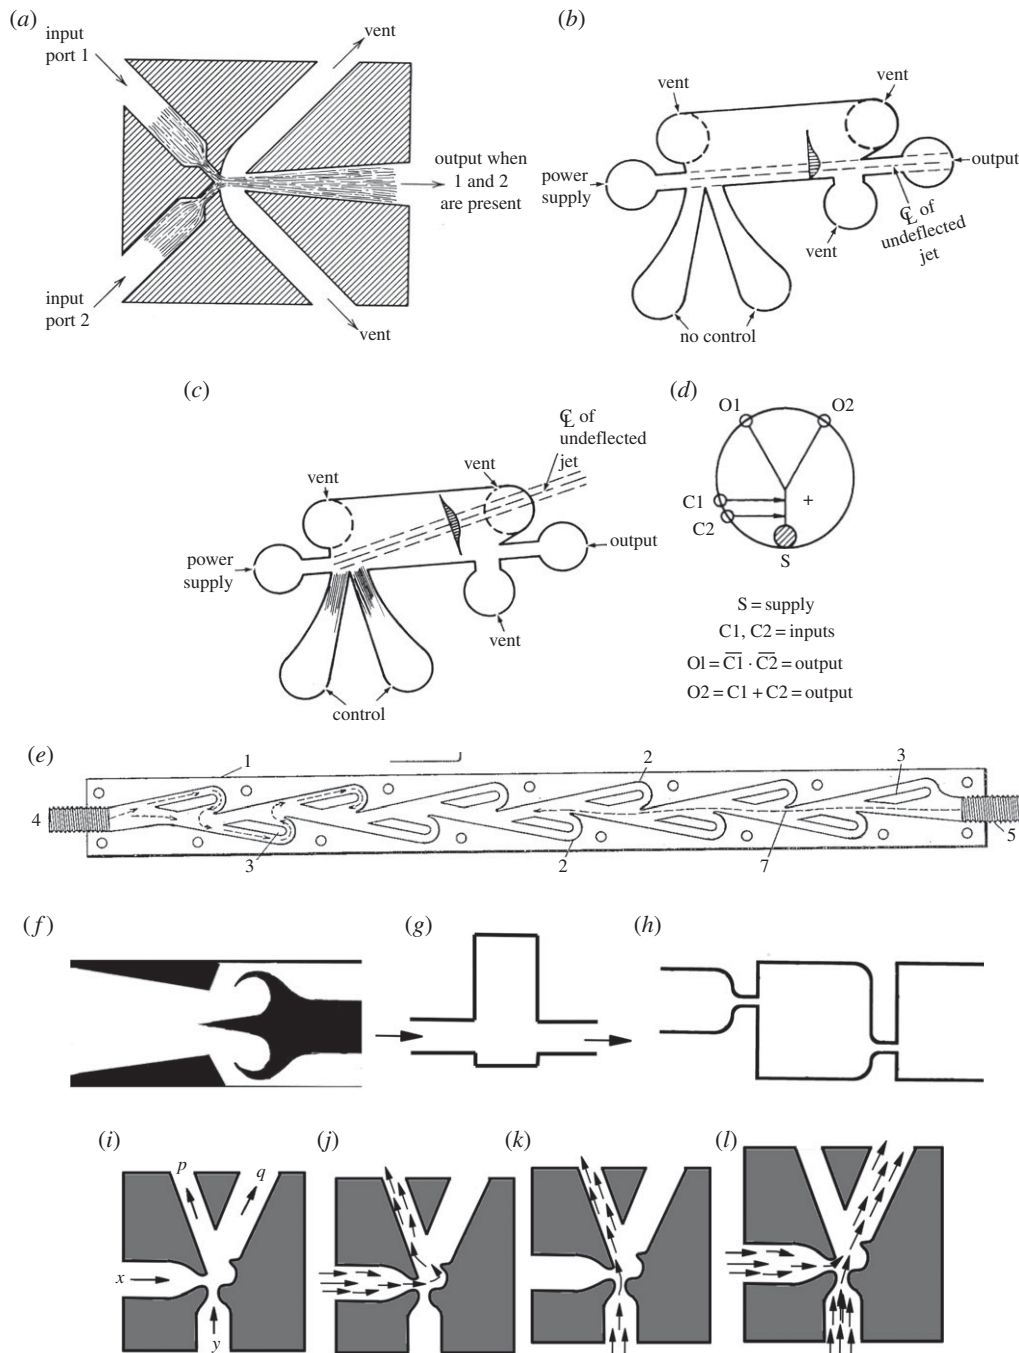 (a)
input
port 1
vent
output when
1 and 2
are present
input
port 2
vent
(b)
vent
vent
power
supply
output
℄ of
undeflected
jet
vent
no control
(c)
℄ of
undeflected
jet
vent
vent
power
supply
output
vent
control
(d)
O1
O2
C1
C2
+
S
S = supply
C1, C2 = inputs
Ol = C̅1̅ · C̅2̅ = output
O2 = C1 + C2 = output
(e)
1
2
3
4
5
3
2
7
(f)
(g)
(h)
(i)
p
q
x
y
(j)
(k)
(l)